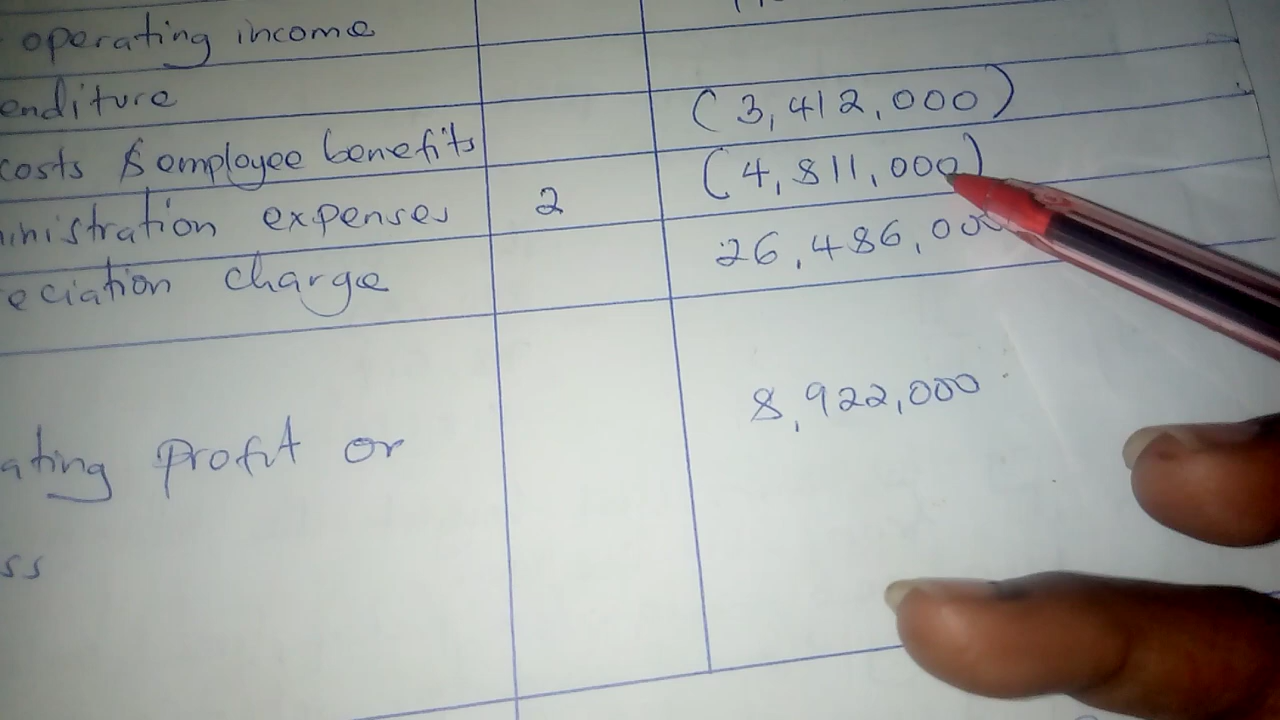 operating income
enditure
costs & employee benefits (3,412,000)
inistration expenses 2 (4,811,000)
eciation charge 26,486,000
ating profit or 8,922,000
ss